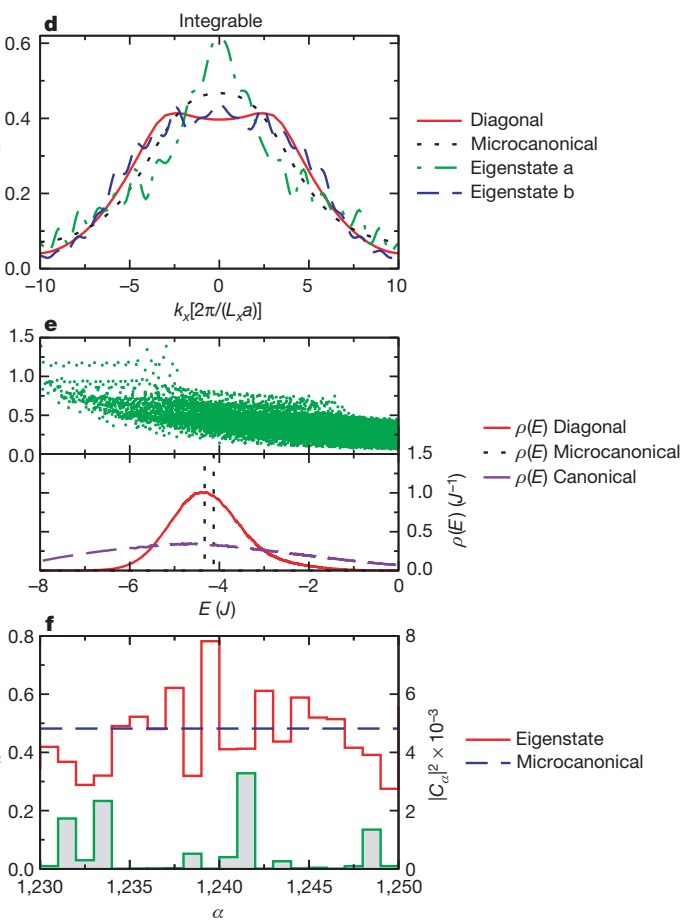 d Integrable
0.6
0.4
0.2
0.0
−10 −5 0 5 10
k_x[2π/(L_xa)]
Diagonal
Microcanonical
Eigenstate a
Eigenstate b
e
1.5
1.0
0.5
0.0
1.5
1.0
0.5
0.0
ρ(E) (J⁻¹)
−8 −6 −4 −2 0
E (J)
ρ(E) Diagonal
ρ(E) Microcanonical
ρ(E) Canonical
f
0.8 8
0.6 6
0.4 4
0.2 2
0.0 0
|C_α|² × 10⁻³
1,230 1,235 1,240 1,245 1,250
α
Eigenstate
Microcanonical